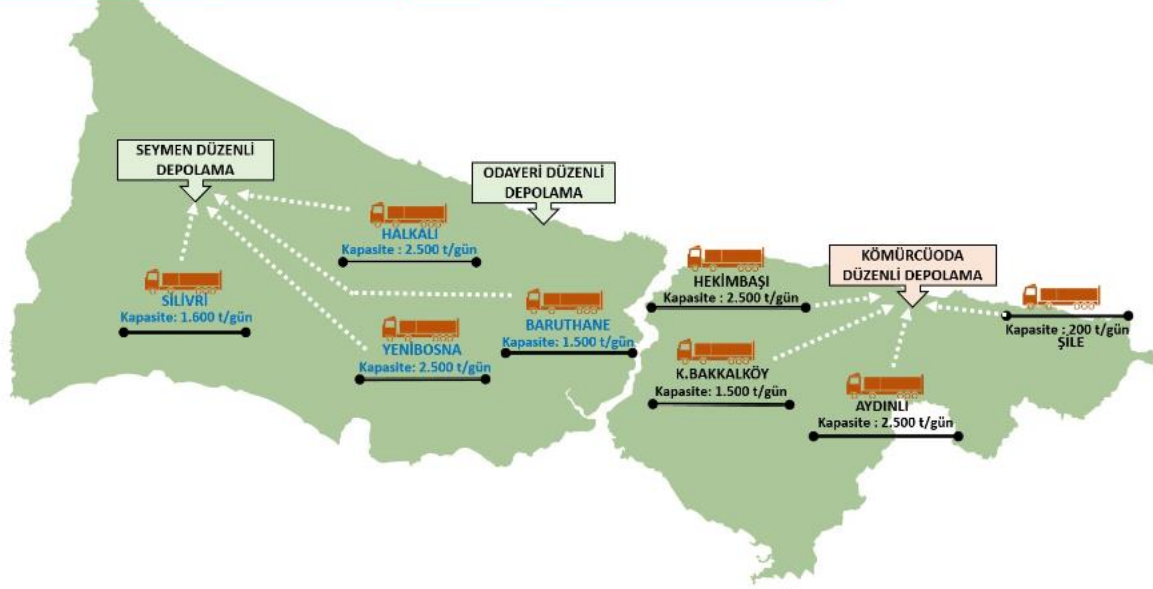 SEYMEN DÜZENLİ
DEPOLAMA
ODAYERİ DÜZENLİ
DEPOLAMA
HALKALI
Kapasite : 2.500 t/gün
SİLİVRİ
Kapasite: 1.600 t/gün
BARUTHANE
Kapasite: 1.500 t/gün
YENİBOSNA
Kapasite: 2.500 t/gün
HEKİMBAŞI
Kapasite : 2.500 t/gün
KÖMÜRCÜODA
DÜZENLİ DEPOLAMA
Kapasite : 200 t/gün
ŞİLE
K.BAKKALKÖY
Kapasite: 1.500 t/gün
AYDINLI
Kapasite : 2.500 t/gün